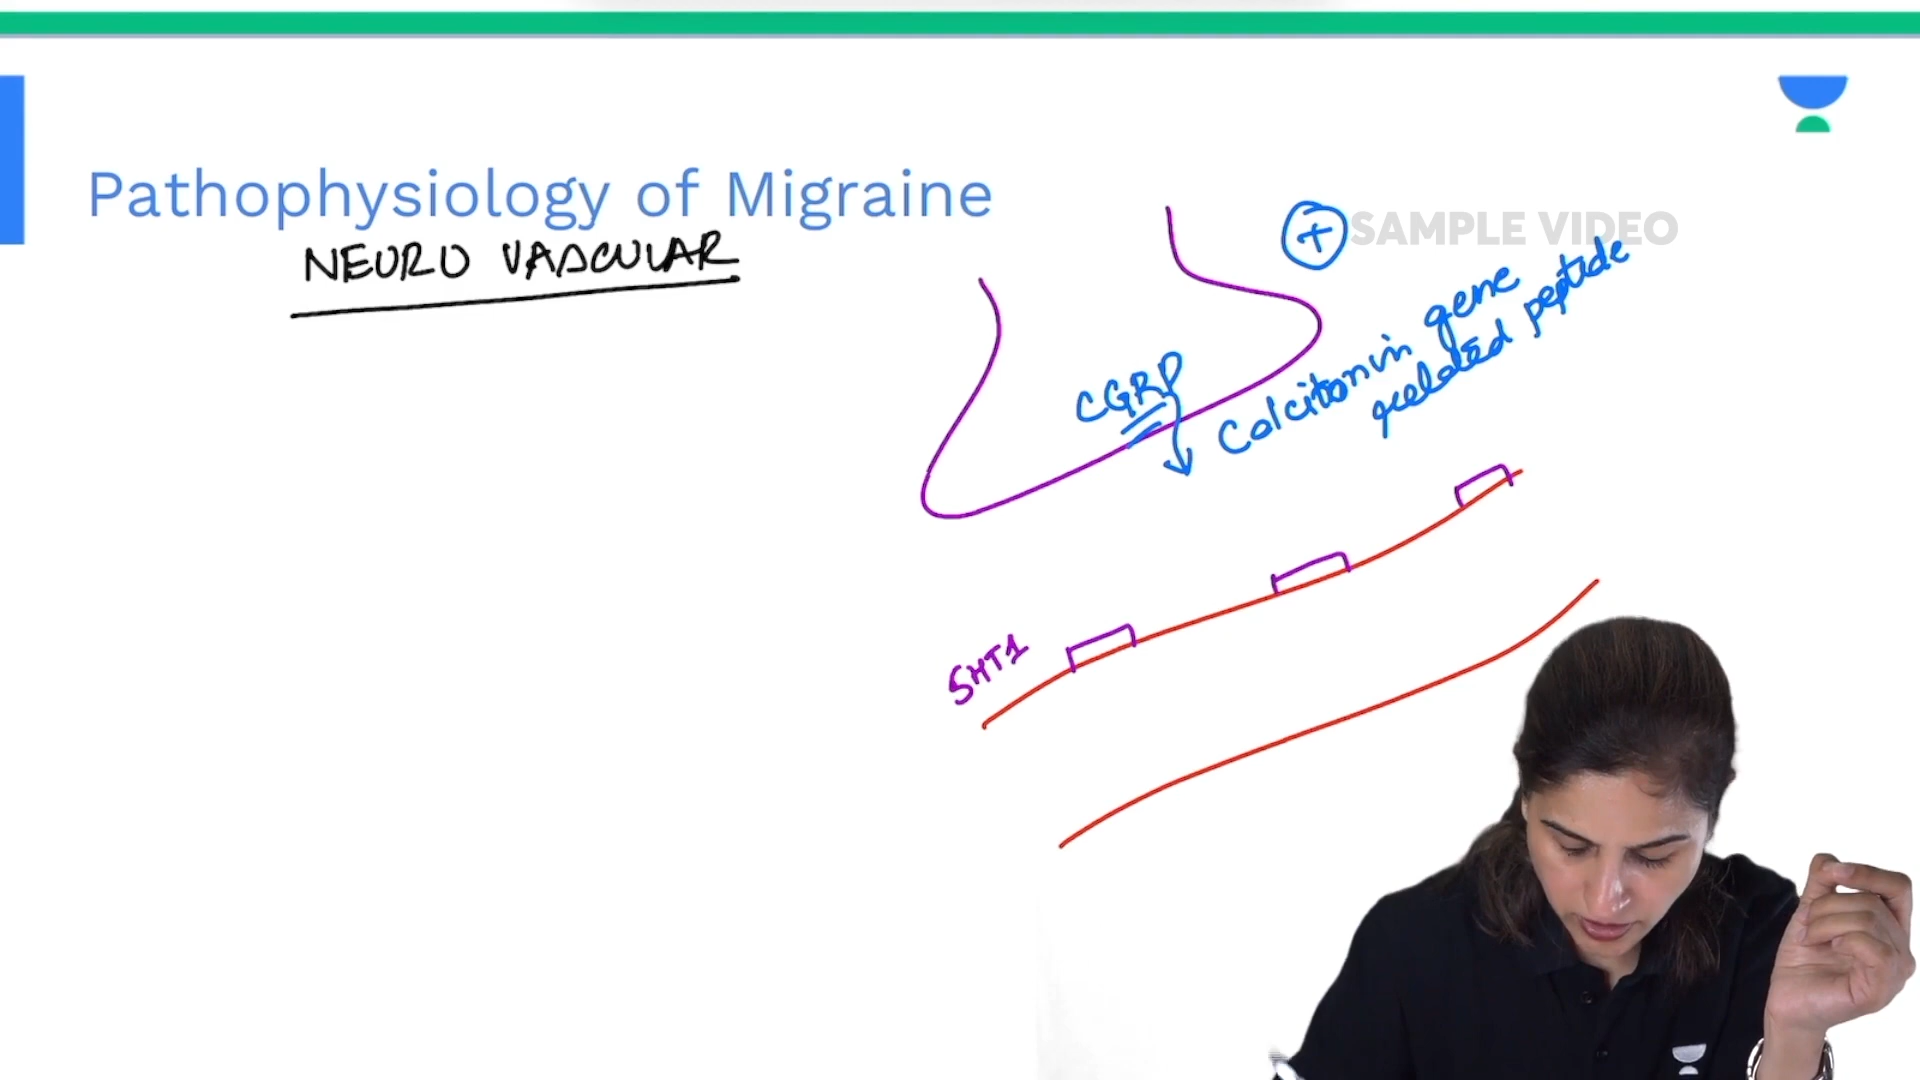 Pathophysiology of Migraine
NEURO VASCULAR
+
SAMPLE VIDEO
CGRP
Calcitonin gene
related peptide
5HT1